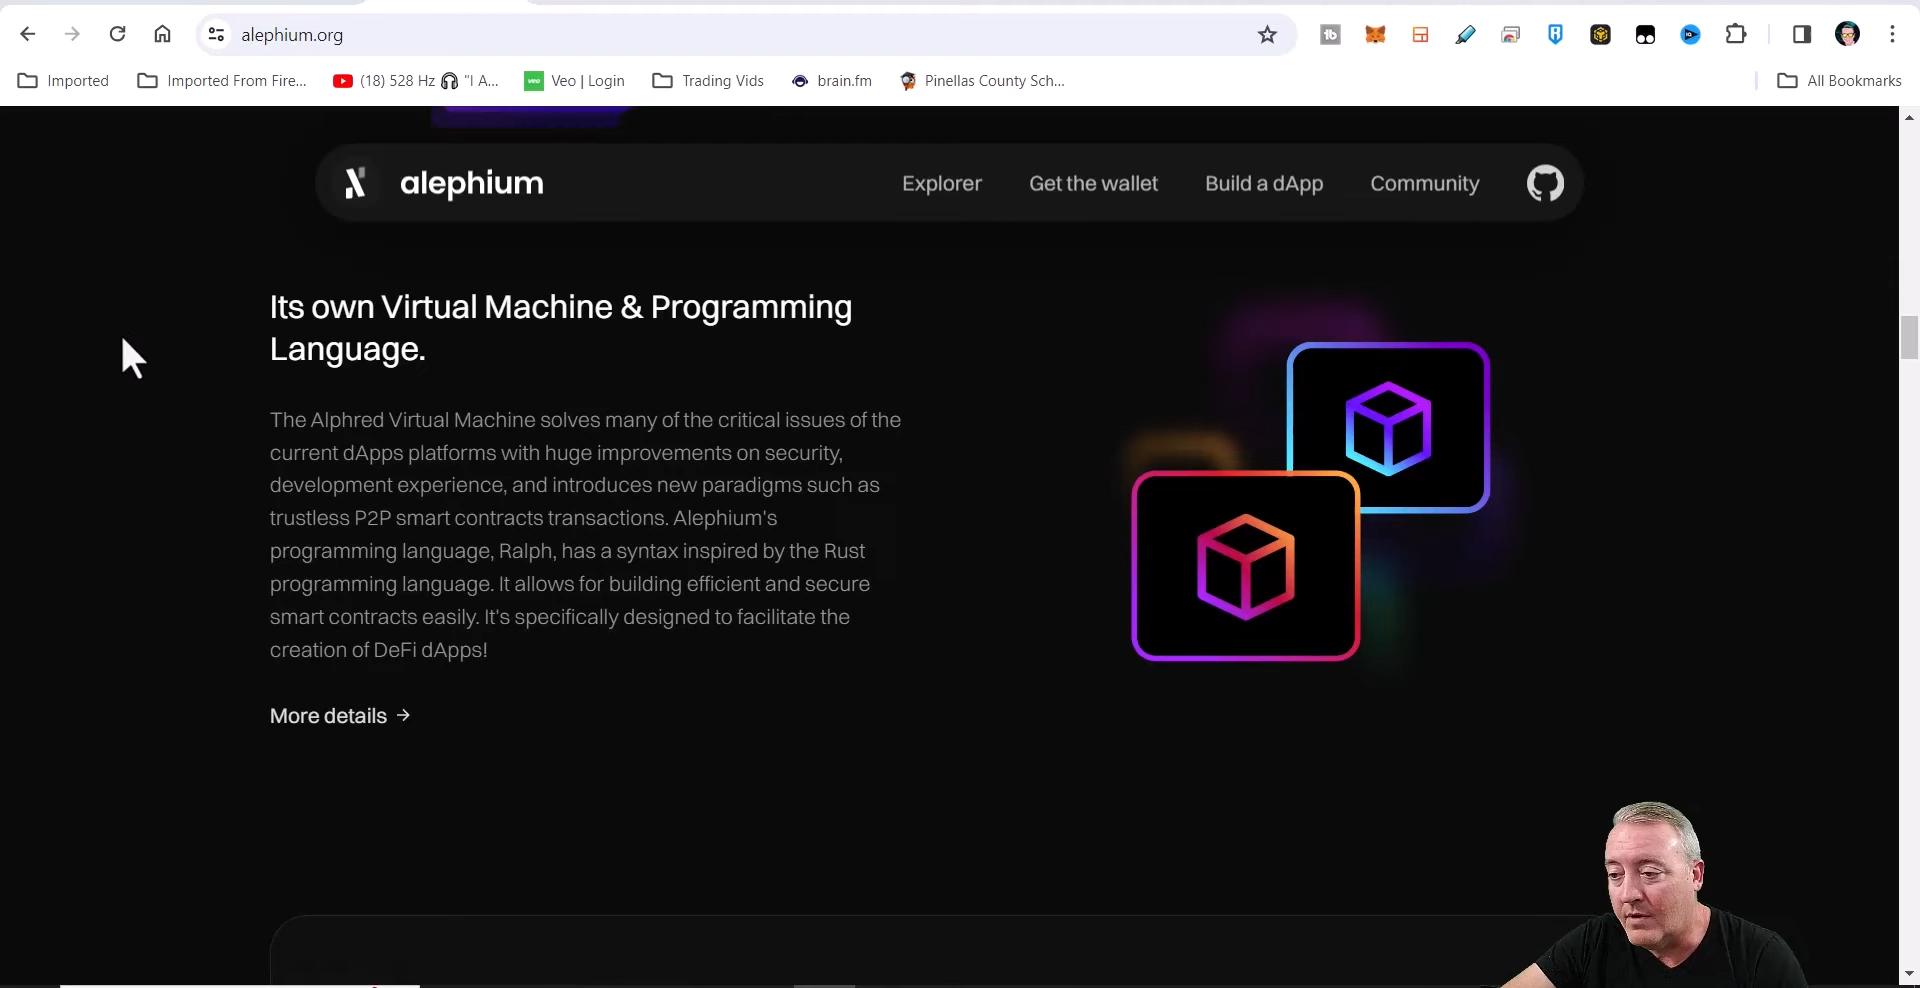 alephium.org
Imported
Imported From Fire...
(18) 528 Hz 🎧 "I A...
veo Veo | Login
Trading Vids
brain.fm
Pinellas County Sch...
All Bookmarks
alephium
Explorer
Get the wallet
Build a dApp
Community
Its own Virtual Machine & Programming
Language.
The Alphred Virtual Machine solves many of the critical issues of the
current dApps platforms with huge improvements on security,
development experience, and introduces new paradigms such as
trustless P2P smart contracts transactions. Alephium's
programming language, Ralph, has a syntax inspired by the Rust
programming language. It allows for building efficient and secure
smart contracts easily. It's specifically designed to facilitate the
creation of DeFi dApps!
More details →